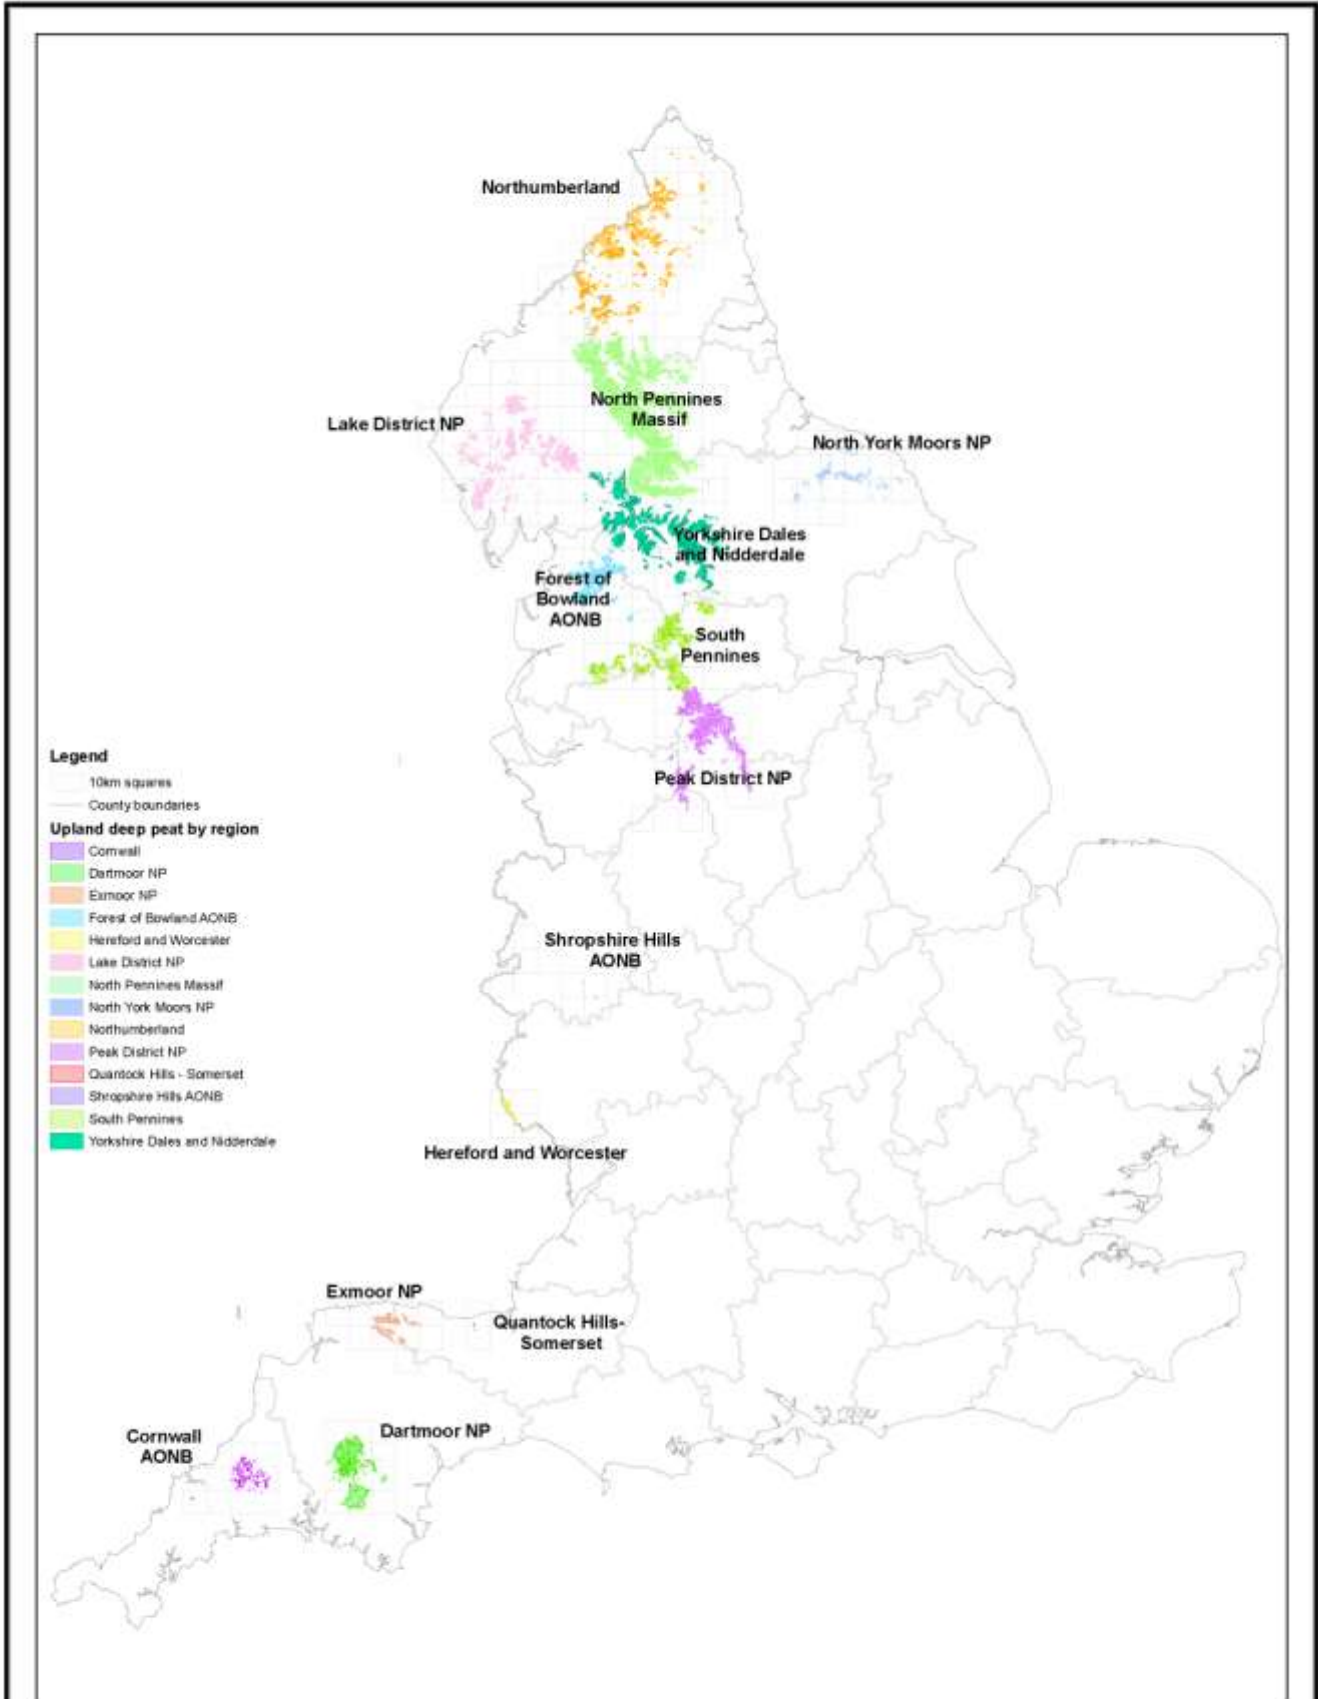 Northumberland
North Pennines
Massif
Lake District NP
North York Moors NP
Yorkshire Dales
and Nidderdale
Forest of
Bowland
AONB
South
Pennines
Peak District NP
Legend
10km squares
County boundaries
Upland deep peat by region
Cornwall
Dartmoor NP
Exmoor NP
Forest of Bowland AONB
Hereford and Worcester
Lake District NP
North Pennines Massif
North York Moors NP
Northumberland
Peak District NP
Quantock Hills - Somerset
Shropshire Hills AONB
South Pennines
Yorkshire Dales and Nidderdale
Shropshire Hills
AONB
Hereford and Worcester
Exmoor NP
Quantock Hills-
Somerset
Cornwall
AONB
Dartmoor NP